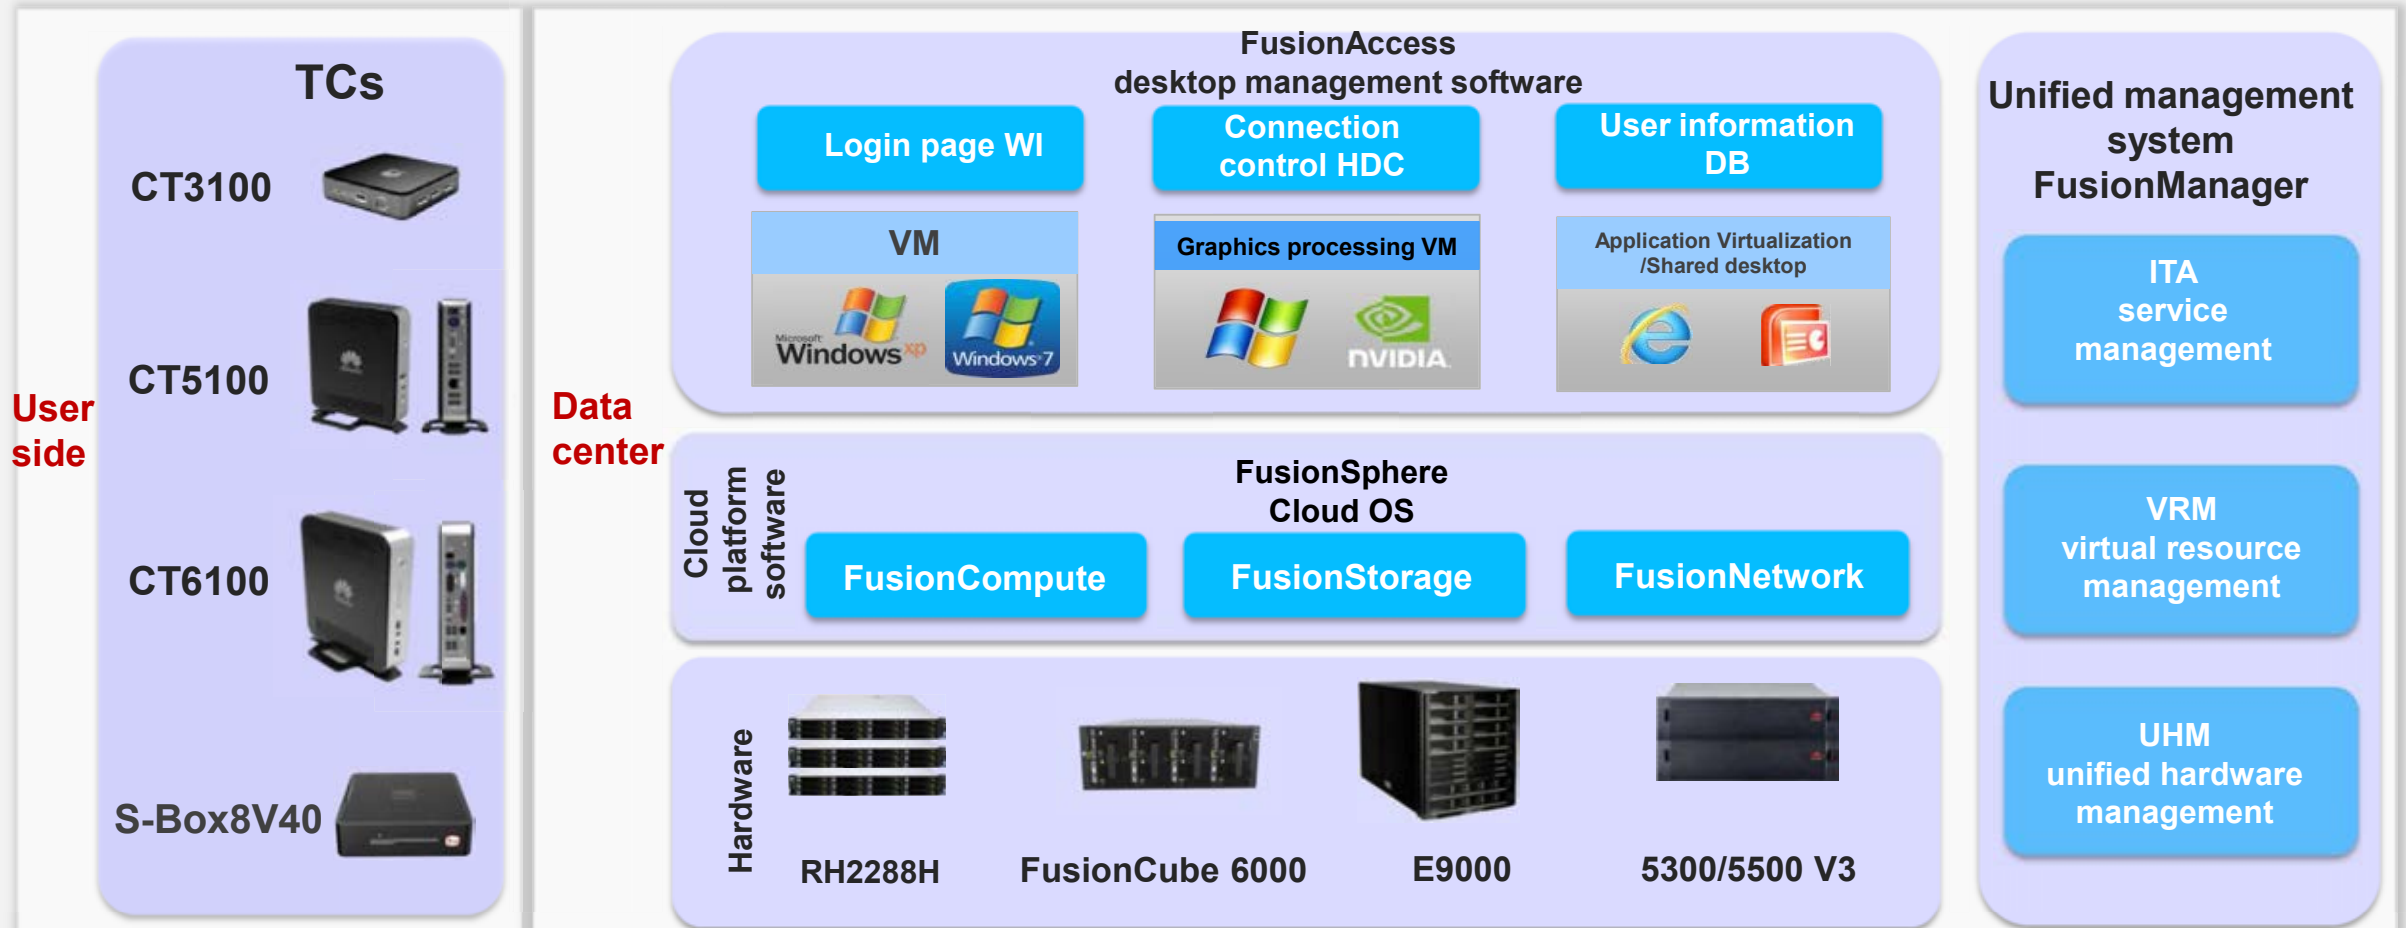 User
side
TCs
CT3100
CT5100
CT6100
S-Box8V40
Data
center
FusionAccess
desktop management software
Login page WI
Connection
control HDC
User information
DB
VM
Microsoft
Windows xp
Windows 7
Graphics processing VM
NVIDIA
Application Virtualization
/Shared desktop
Cloud
platform
software
FusionSphere
Cloud OS
FusionCompute
FusionStorage
FusionNetwork
Hardware
RH2288H
FusionCube 6000
E9000
5300/5500 V3
Unified management
system
FusionManager
ITA
service
management
VRM
virtual resource
management
UHM
unified hardware
management